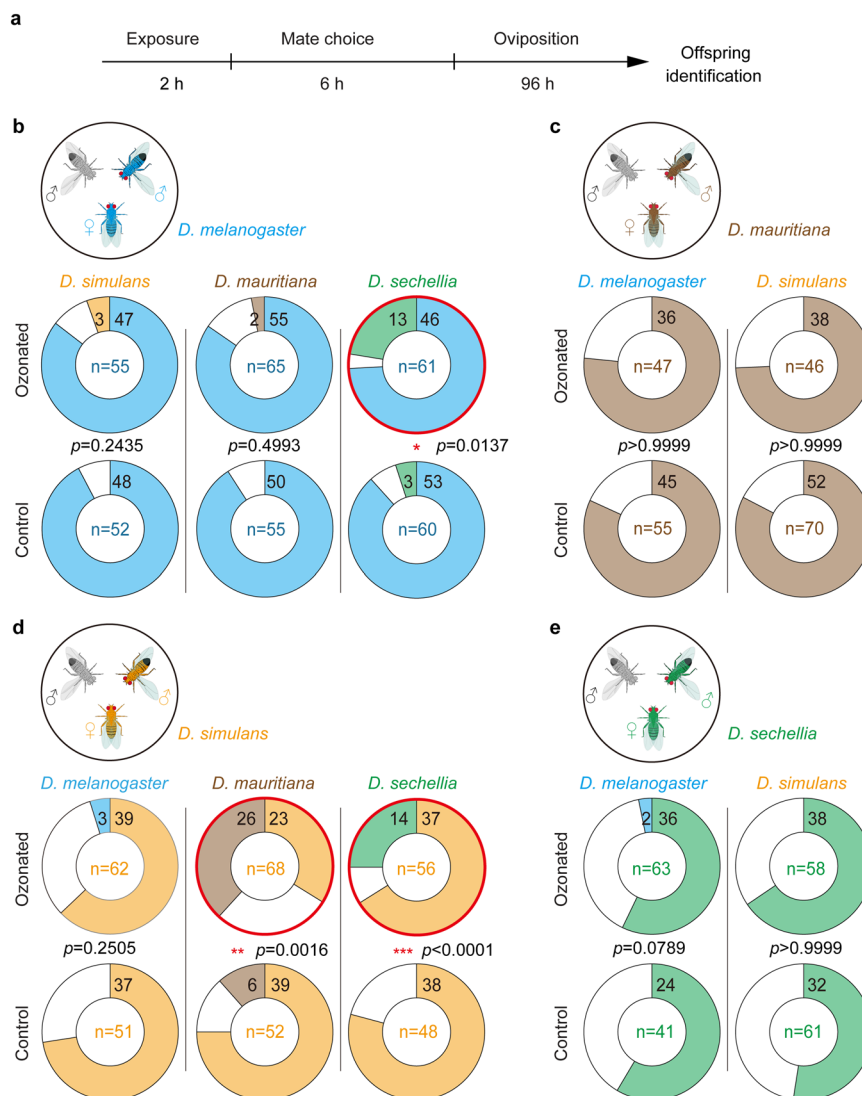 a
Exposure Mate choice Oviposition
2 h 6 h 96 h
Offspring
identification
b
♂ ♂
♀
D. melanogaster
D. simulans D. mauritiana D. sechellia
Ozonated
3 47 2 55 13 46
n=55 n=65 n=61
p=0.2435 p=0.4993 * p=0.0137
Control
48 50 3 53
n=52 n=55 n=60
c
♂ ♂
♀
D. mauritiana
D. melanogaster D. simulans
Ozonated
36 38
n=47 n=46
p>0.9999 p>0.9999
Control
45 52
n=55 n=70
d
♂ ♂
♀
D. simulans
D. melanogaster D. mauritiana D. sechellia
Ozonated
3 39 26 23 14 37
n=62 n=68 n=56
p=0.2505 ** p=0.0016 *** p<0.0001
Control
37 6 39 38
n=51 n=52 n=48
e
♂ ♂
♀
D. sechellia
D. melanogaster D. simulans
Ozonated
2 36 38
n=63 n=58
p=0.0789 p>0.9999
Control
24 32
n=41 n=61